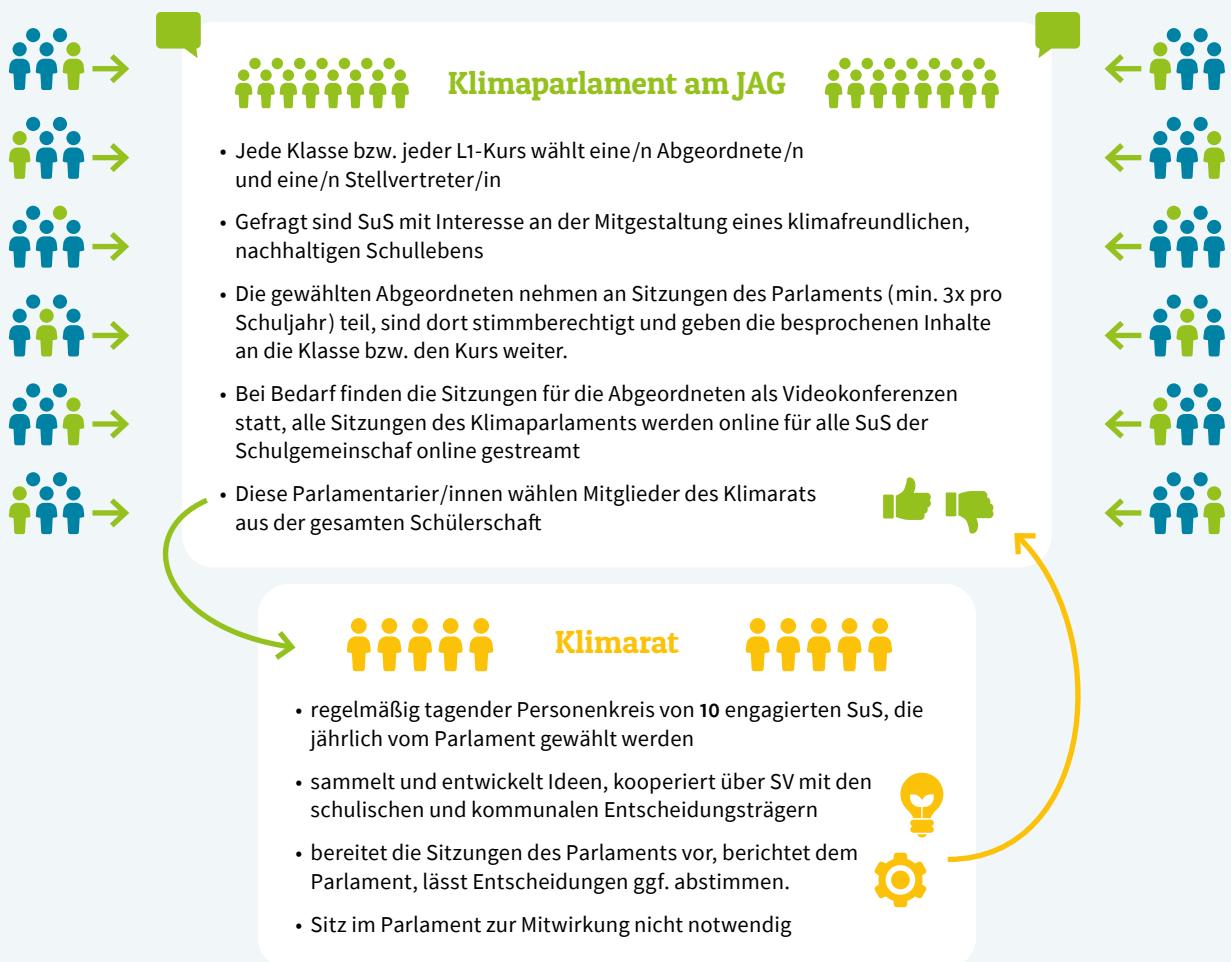 Klimaparlament am JAG
• Jede Klasse bzw. jeder L1-Kurs wählt eine/n Abgeordnete/n
und eine/n Stellvertreter/in
• Gefragt sind SuS mit Interesse an der Mitgestaltung eines klimafreundlichen,
nachhaltigen Schullebens
• Die gewählten Abgeordneten nehmen an Sitzungen des Parlaments (min. 3x pro
Schuljahr) teil, sind dort stimmberechtigt und geben die besprochenen Inhalte
an die Klasse bzw. den Kurs weiter.
• Bei Bedarf finden die Sitzungen für die Abgeordneten als Videokonferenzen
statt, alle Sitzungen des Klimaparlaments werden online für alle SuS der
Schulgemeinschaf online gestreamt
• Diese Parlamentarier/innen wählen Mitglieder des Klimarats
aus der gesamten Schülerschaft
Klimarat
• regelmäßig tagender Personenkreis von 10 engagierten SuS, die
jährlich vom Parlament gewählt werden
• sammelt und entwickelt Ideen, kooperiert über SV mit den
schulischen und kommunalen Entscheidungsträgern
• bereitet die Sitzungen des Parlaments vor, berichtet dem
Parlament, lässt Entscheidungen ggf. abstimmen.
• Sitz im Parlament zur Mitwirkung nicht notwendig